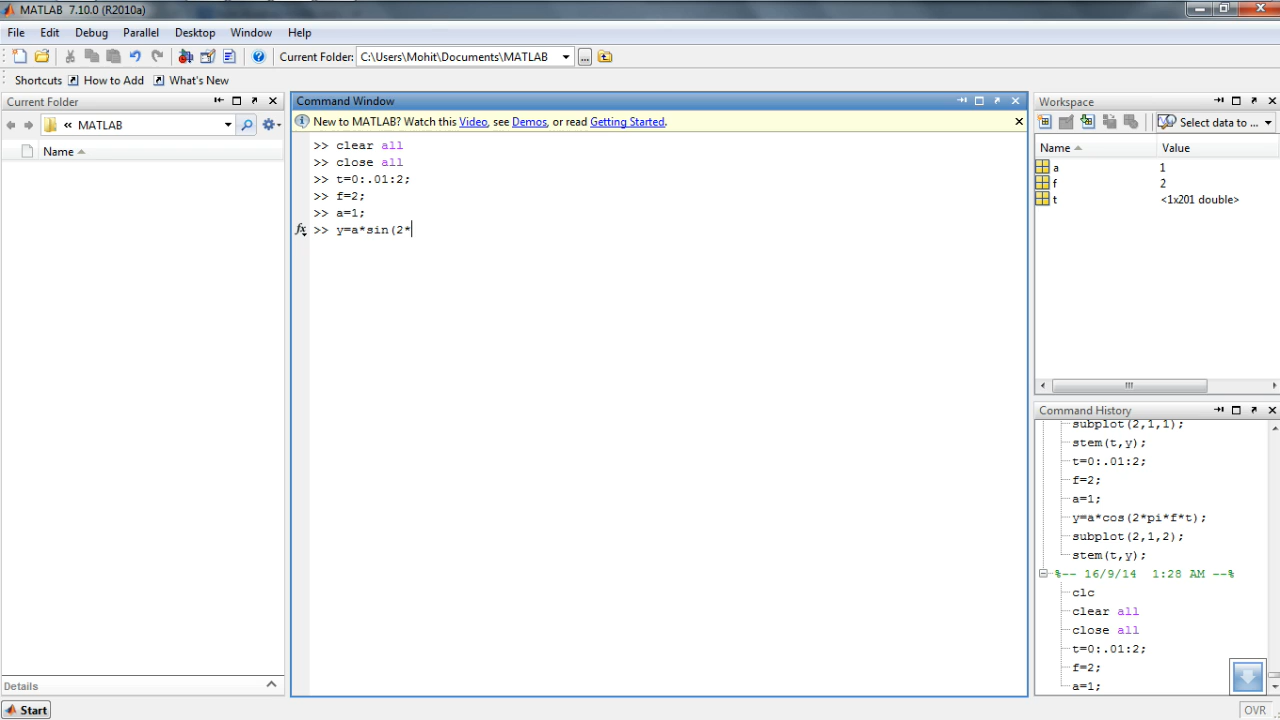 MATLAB 7.10.0 (R2010a)
File Edit Debug Parallel Desktop Window Help
Current Folder: C:\Users\Mohit\Documents\MATLAB ...
Shortcuts How to Add What's New
Current Folder
« MATLAB
Name
Details
Command Window
New to MATLAB? Watch this Video, see Demos, or read Getting Started.
>> clear all
>> close all
>> t=0:.01:2;
>> f=2;
>> a=1;
fx >> y=a*sin(2*
Workspace
Select data to ...
Name Value
a 1
f 2
t <1x201 double>
Command History
subplot(2,1,1);
stem(t,y);
t=0:.01:2;
f=2;
a=1;
y=a*cos(2*pi*f*t);
subplot(2,1,2);
stem(t,y);
%-- 16/9/14 1:28 AM --%
clc
clear all
close all
t=0:.01:2;
f=2;
a=1;
Start
OVR